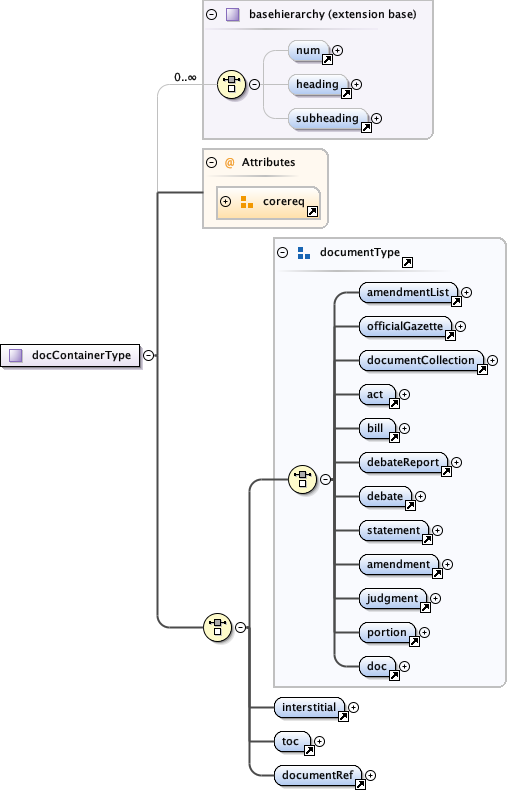 basehierarchy (extension base)
num
0..∞
heading
subheading
@ Attributes
corereq
documentType
amendmentList
officialGazette
documentCollection
docContainerType
act
bill
debateReport
debate
statement
amendment
judgment
portion
doc
interstitial
toc
documentRef